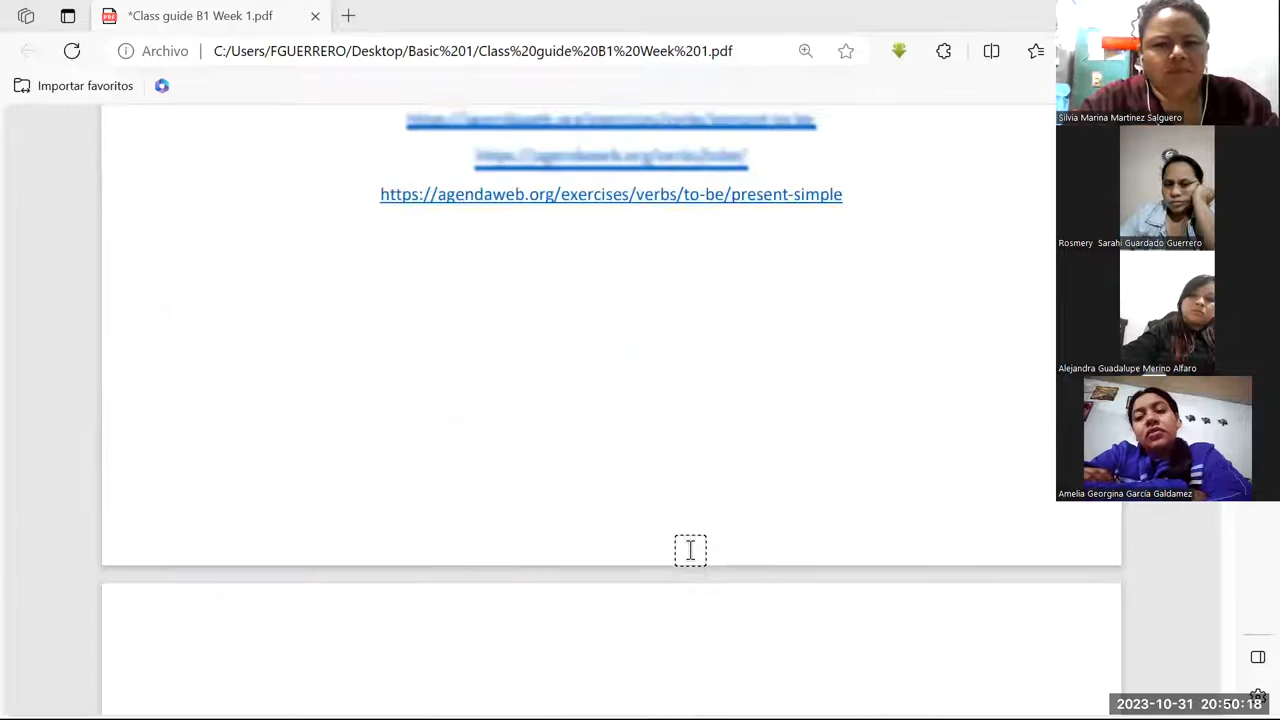 *Class guide B1 Week 1.pdf
Archivo
C:/Users/FGUERRERO/Desktop/Basic%201/Class%20guide%20B1%20Week%201.pdf
Importar favoritos
https://agendaweb.org/exercises/verbs/to-be/present-simple
Silvia Marina Martinez Salguero
Rosmery Sarahi Guardado Guerrero
Alejandra Guadalupe Merino Alfaro
Amelia Georgina García Galdamez
2023-10-31 20:50:18